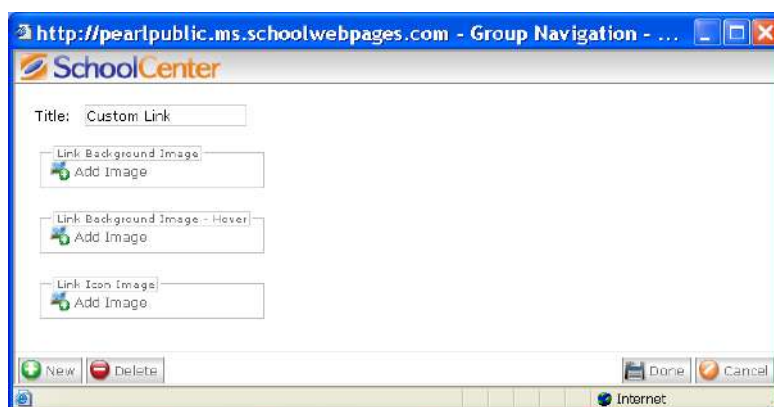 http://pearlpublic.ms.schoolwebpages.com - Group Navigation - ...
SchoolCenter
Title: Custom Link
Link Background Image
Add Image
Link Background Image - Hover
Add Image
Link Icon Image
Add Image
New Delete Done Cancel
Internet